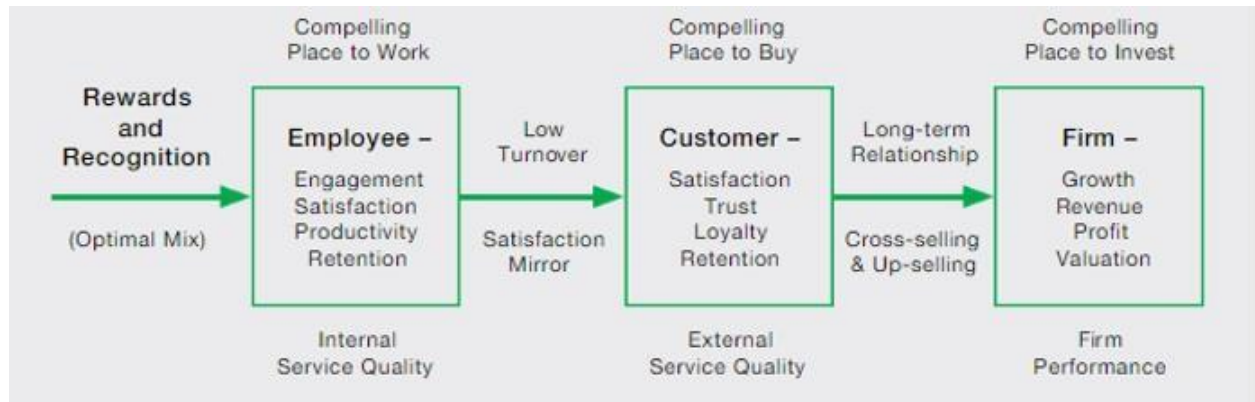 Compelling
Place to Work
Compelling
Place to Buy
Compelling
Place to Invest
Rewards
and
Recognition
(Optimal Mix)
Employee –
Engagement
Satisfaction
Productivity
Retention
Low
Turnover
Satisfaction
Mirror
Customer –
Satisfaction
Trust
Loyalty
Retention
Long-term
Relationship
Cross-selling
& Up-selling
Firm –
Growth
Revenue
Profit
Valuation
Internal
Service Quality
External
Service Quality
Firm
Performance